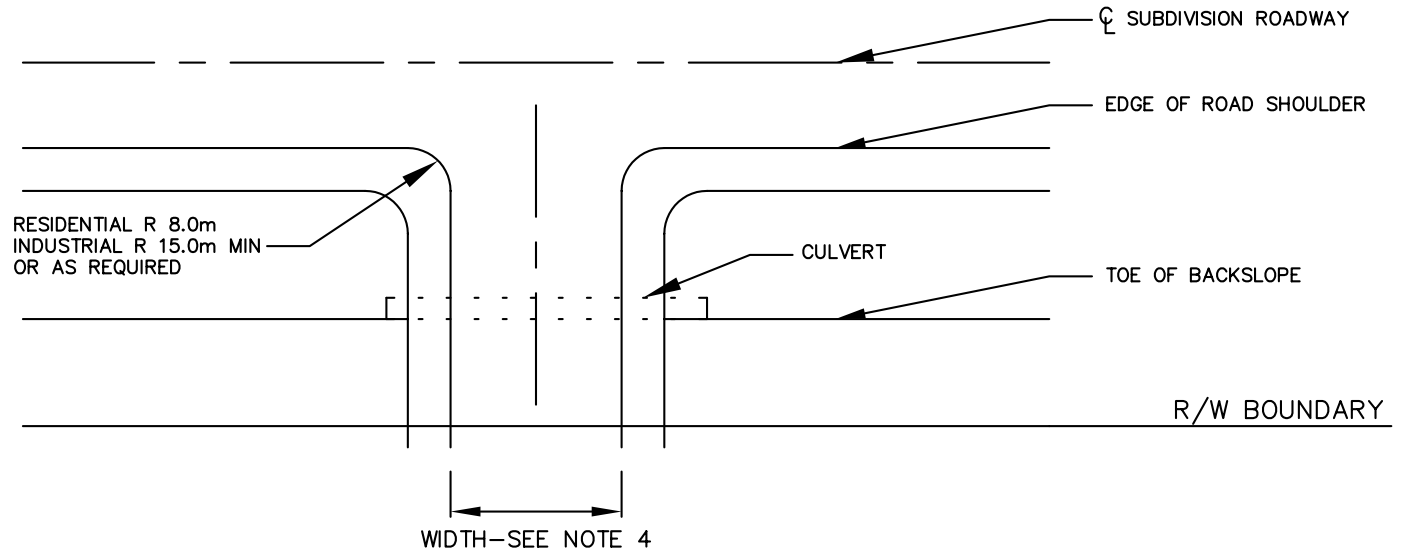 ℄ SUBDIVISION ROADWAY
EDGE OF ROAD SHOULDER
RESIDENTIAL R 8.0m
INDUSTRIAL R 15.0m MIN
OR AS REQUIRED
CULVERT
TOE OF BACKSLOPE
R/W BOUNDARY
WIDTH-SEE NOTE 4